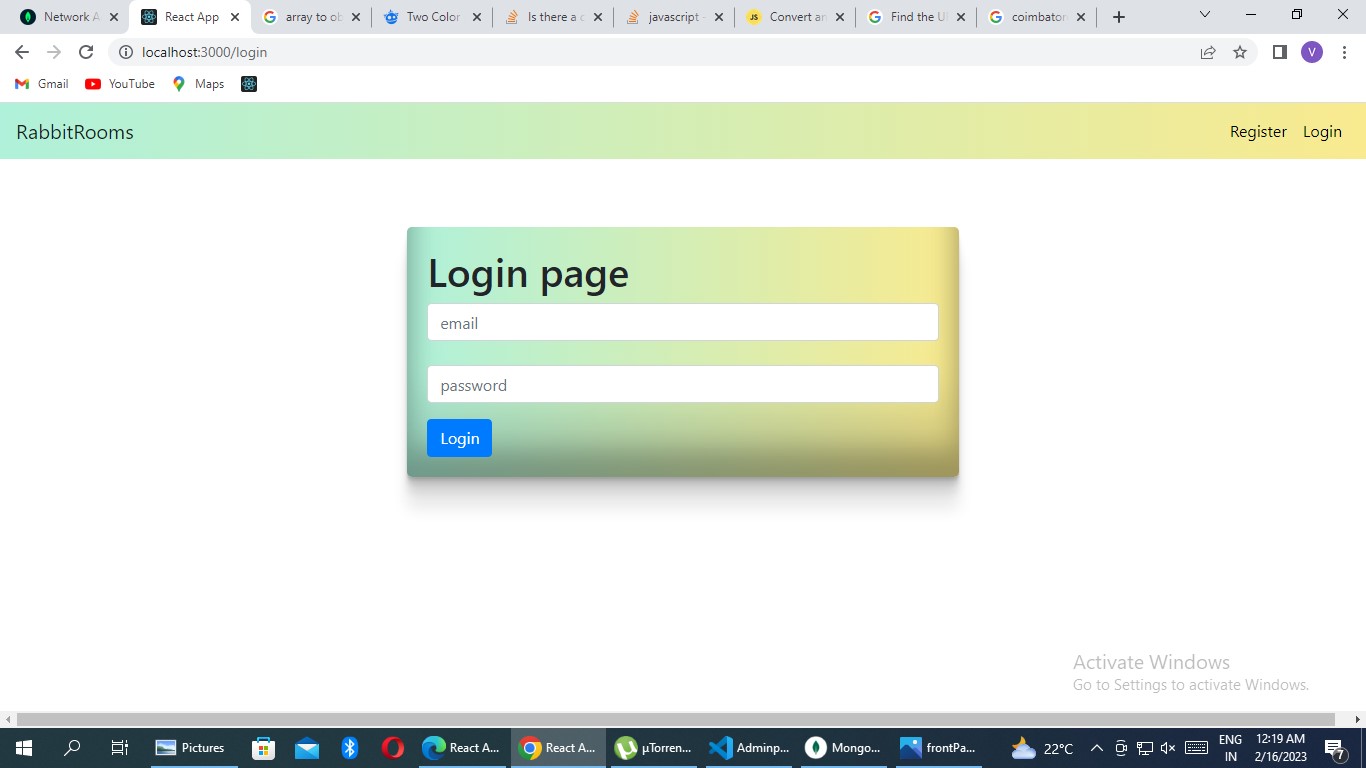 Network A
React App
array to ob
Two Color
Is there a c
javascript -
Convert an
Find the U
coimbator
localhost:3000/login
V
Gmail
YouTube
Maps
RabbitRooms
Register
Login
Login page
email
password
Login
Activate Windows
Go to Settings to activate Windows.
Pictures
React A...
React A...
µTorren...
Adminp...
Mongo...
frontPa...
22°C
ENG
IN
12:19 AM
2/16/2023
7